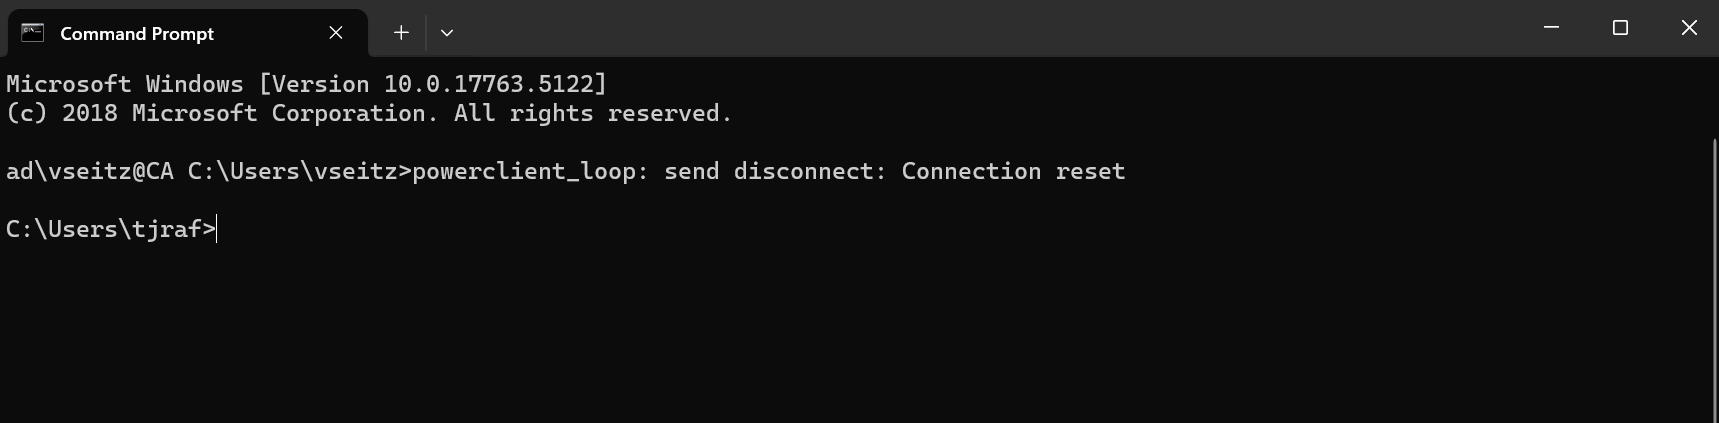 Command Prompt
Microsoft Windows [Version 10.0.17763.5122]
(c) 2018 Microsoft Corporation. All rights reserved.
ad\vseitz@CA C:\Users\vseitz>powerclient_loop: send disconnect: Connection reset
C:\Users\tjraf>